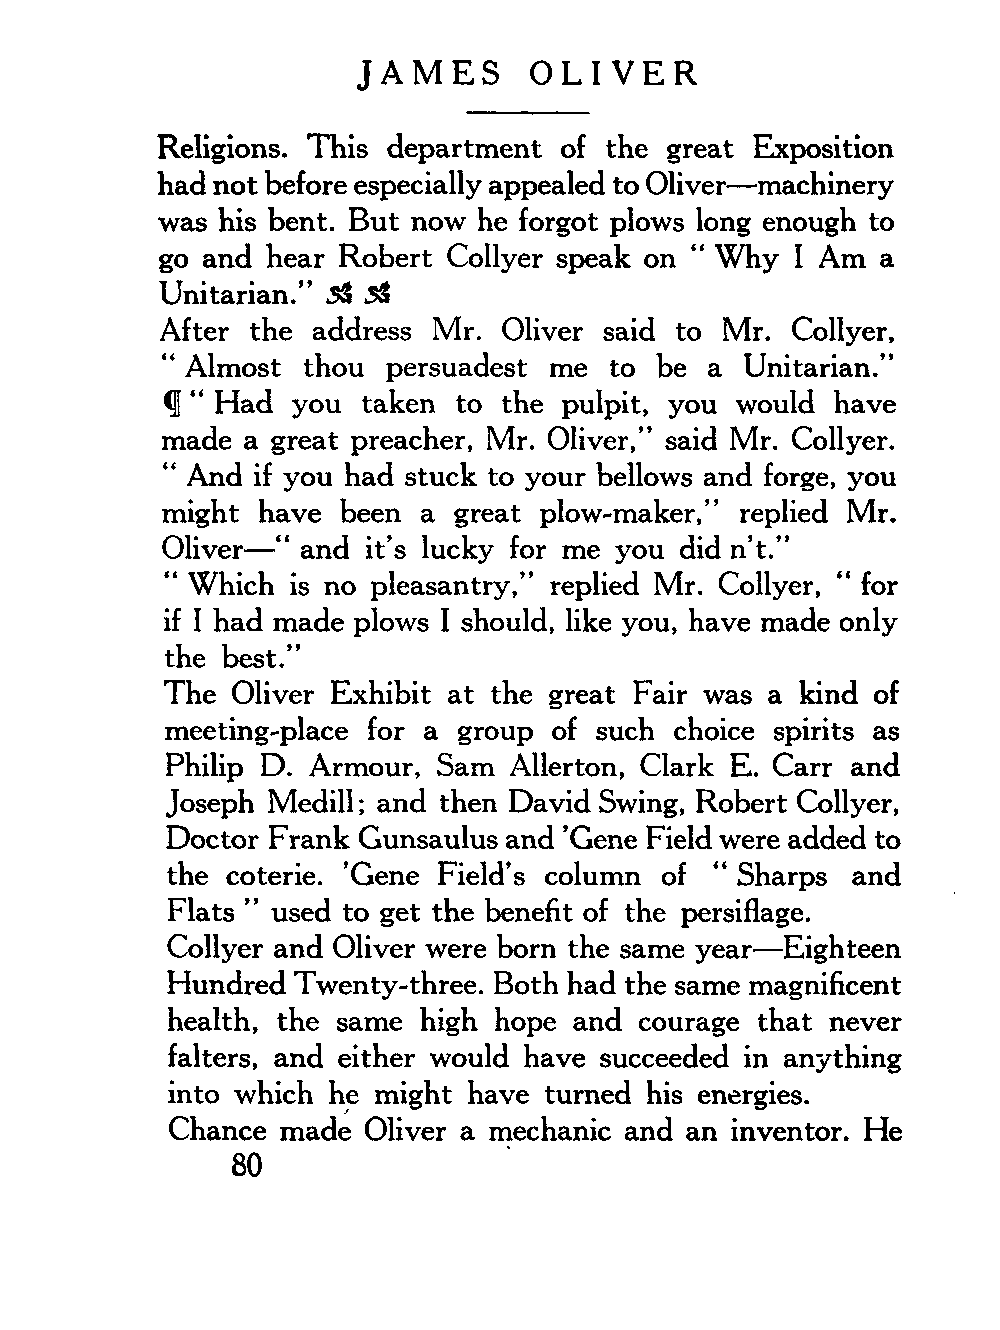 JAMES OLIVER
Religions. This department of the great Exposition
had not before especially appealed to Oliver—machinery
was his bent. But now he forgot plows long enough to
go and hear Robert Collyer speak on “ Why I Am a
Unitarian.”
After the address Mr. Oliver said to Mr. Collyer,
“ Almost thou persuadest me to be a Unitarian.”
¶ “ Had you taken to the pulpit, you would have
made a great preacher, Mr. Oliver,” said Mr. Collyer.
“ And if you had stuck to your bellows and forge, you
might have been a great plow-maker,” replied Mr.
Oliver—“ and it’s lucky for me you did n’t.”
“ Which is no pleasantry,” replied Mr. Collyer, “ for
if I had made plows I should, like you, have made only
the best.”
The Oliver Exhibit at the great Fair was a kind of
meeting-place for a group of such choice spirits as
Philip D. Armour, Sam Allerton, Clark E. Carr and
Joseph Medill; and then David Swing, Robert Collyer,
Doctor Frank Gunsaulus and ’Gene Field were added to
the coterie. ’Gene Field’s column of “ Sharps and
Flats ” used to get the benefit of the persiflage.
Collyer and Oliver were born the same year—Eighteen
Hundred Twenty-three. Both had the same magnificent
health, the same high hope and courage that never
falters, and either would have succeeded in anything
into which he might have turned his energies.
Chance made Oliver a mechanic and an inventor. He
80